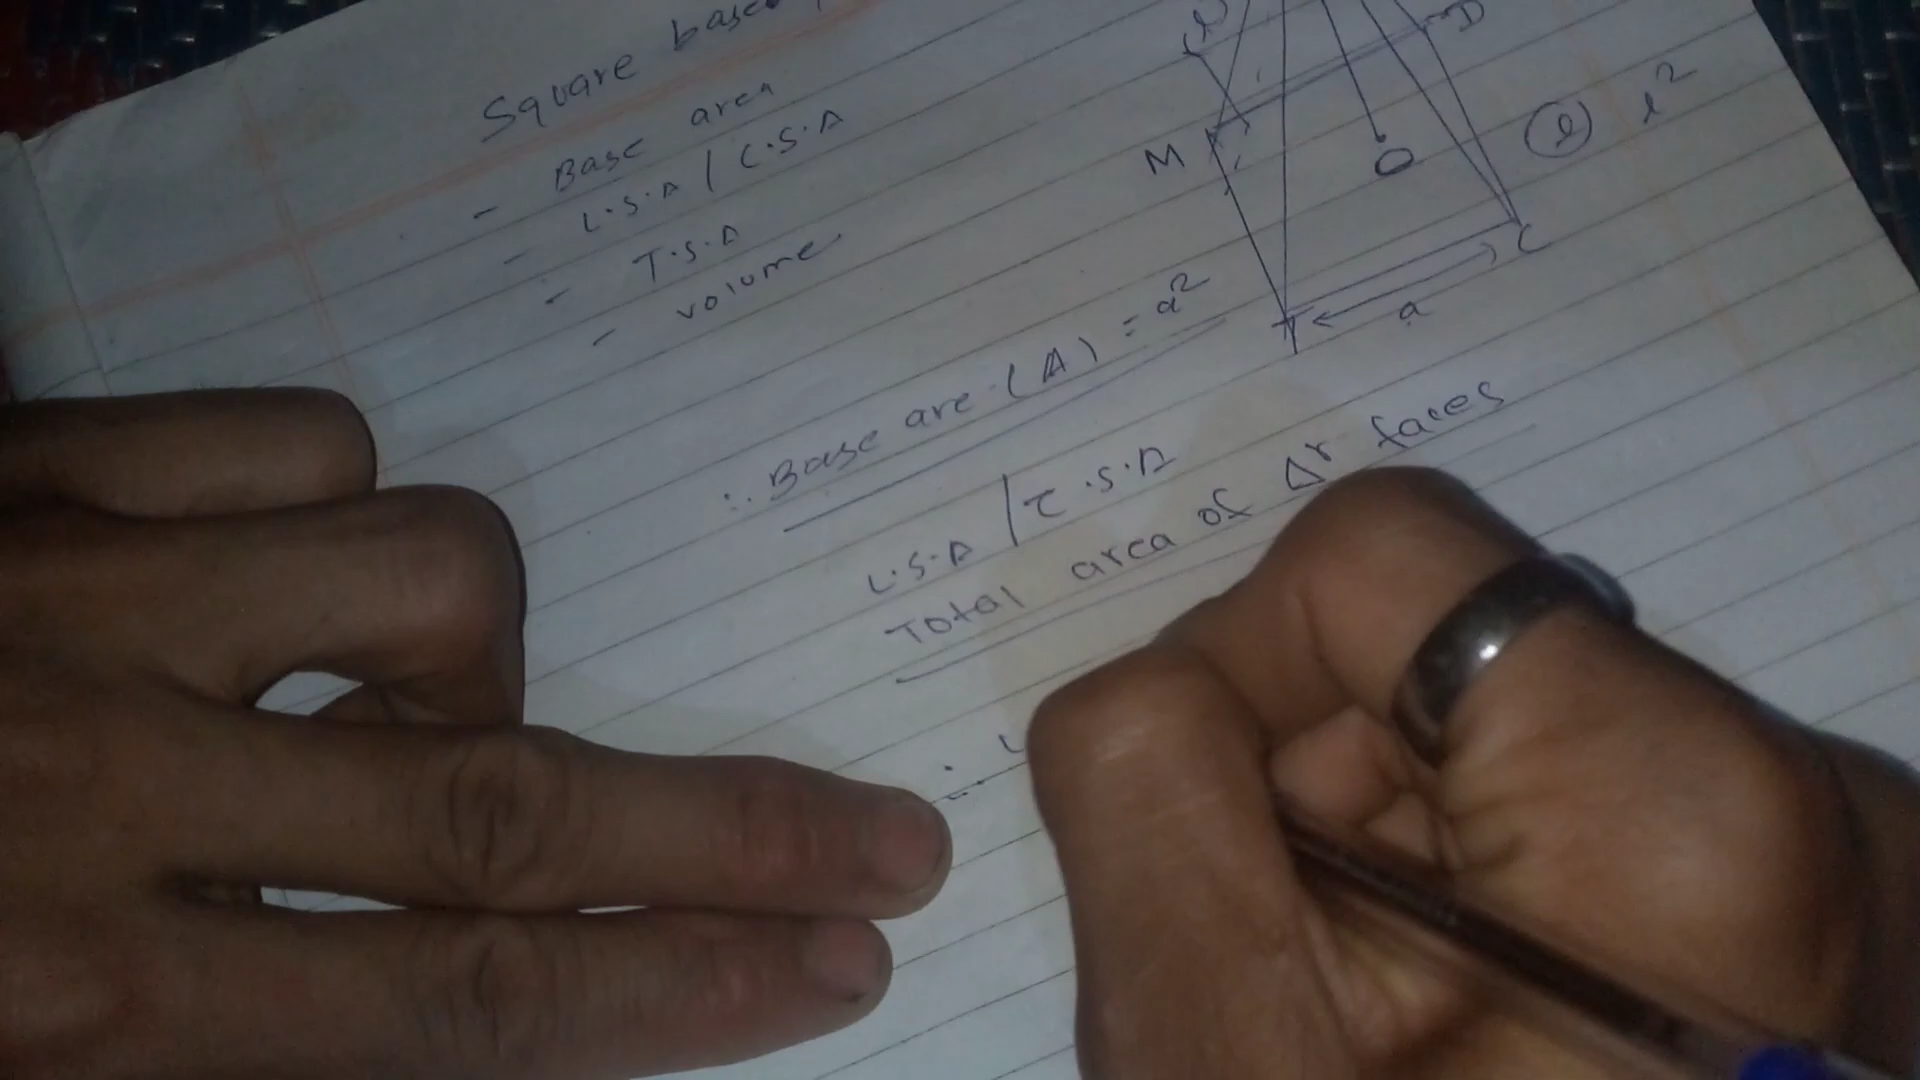 Square base
- Base area
- L.S.A / C.S.A
- T.S.A
- volume
D
M
O
C
a
l l²
∴ Base are. (A) = a²
L.S.A / C.S.A
Total area of Δr faces
∴ L